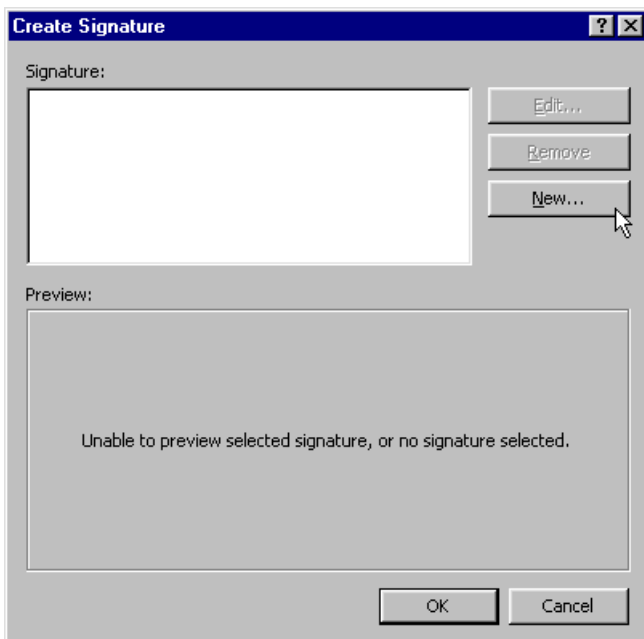 Create Signature
Signature:
Edit...
Remove
New...
Preview:
Unable to preview selected signature, or no signature selected.
OK
Cancel